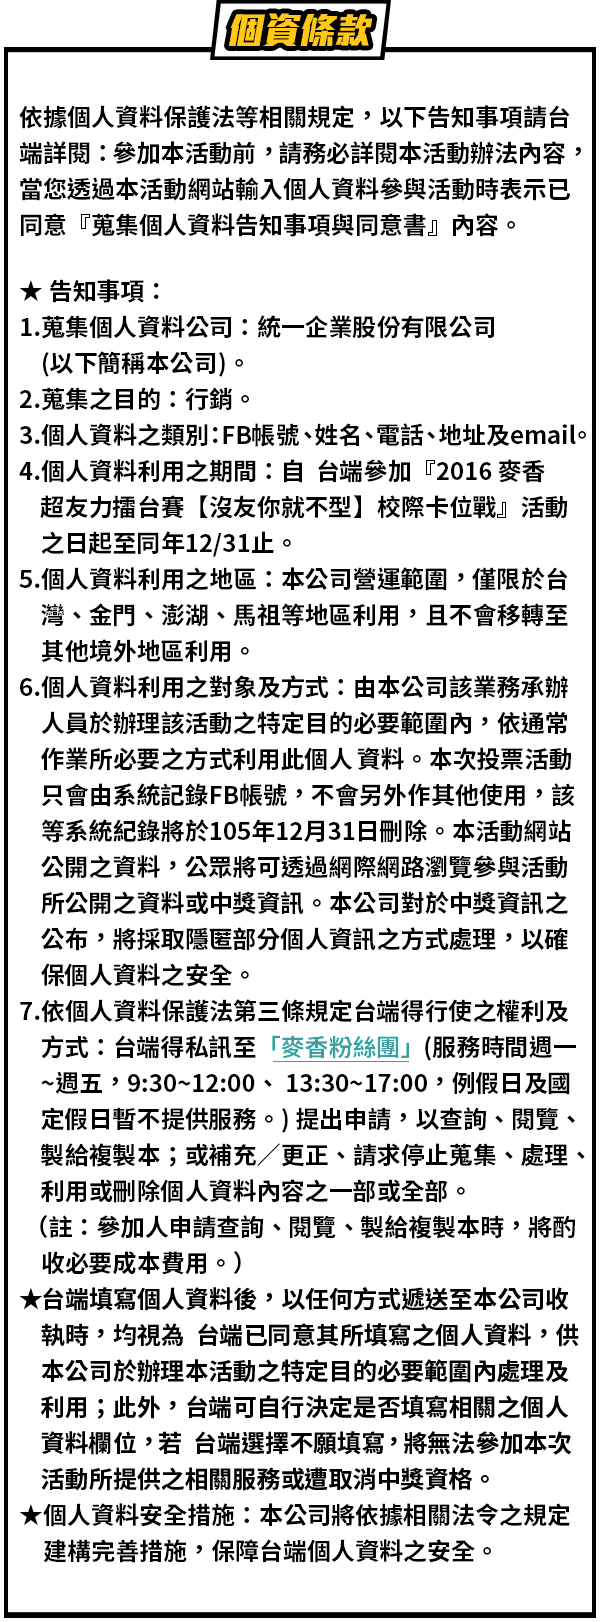 個資條款
依據個人資料保護法等相關規定，以下告知事項請台
端詳閱：參加本活動前，請務必詳閱本活動辦法內容，
當您透過本活動網站輸入個人資料參與活動時表示已
同意『蒐集個人資料告知事項與同意書』內容。
★ 告知事項：
1.蒐集個人資料公司：統一企業股份有限公司
(以下簡稱本公司)。
2.蒐集之目的：行銷。
3.個人資料之類別：FB帳號、姓名、電話、地址及email。
4.個人資料利用之期間：自 台端參加『2016 麥香
超友力擂台賽【沒友你就不型】校際卡位戰』活動
之日起至同年12/31止。
5.個人資料利用之地區：本公司營運範圍，僅限於台
灣、金門、澎湖、馬祖等地區利用，且不會移轉至
其他境外地區利用。
6.個人資料利用之對象及方式：由本公司該業務承辦
人員於辦理該活動之特定目的必要範圍內，依通常
作業所必要之方式利用此個人 資料。本次投票活動
只會由系統記錄FB帳號，不會另外作其他使用，該
等系統紀錄將於105年12月31日刪除。本活動網站
公開之資料，公眾將可透過網際網路瀏覽參與活動
所公開之資料或中獎資訊。本公司對於中獎資訊之
公布，將採取隱匿部分個人資訊之方式處理，以確
保個人資料之安全。
7.依個人資料保護法第三條規定台端得行使之權利及
方式：台端得私訊至「麥香粉絲團」(服務時間週一
~週五，9:30~12:00、 13:30~17:00，例假日及國
定假日暫不提供服務。) 提出申請，以查詢、閱覽、
製給複製本；或補充／更正、請求停止蒐集、處理、
利用或刪除個人資料內容之一部或全部。
（註：參加人申請查詢、閱覽、製給複製本時，將酌
收必要成本費用。）
★台端填寫個人資料後，以任何方式遞送至本公司收
執時，均視為 台端已同意其所填寫之個人資料，供
本公司於辦理本活動之特定目的必要範圍內處理及
利用；此外，台端可自行決定是否填寫相關之個人
資料欄位，若 台端選擇不願填寫，將無法參加本次
活動所提供之相關服務或遭取消中獎資格。
★個人資料安全措施：本公司將依據相關法令之規定
建構完善措施，保障台端個人資料之安全。